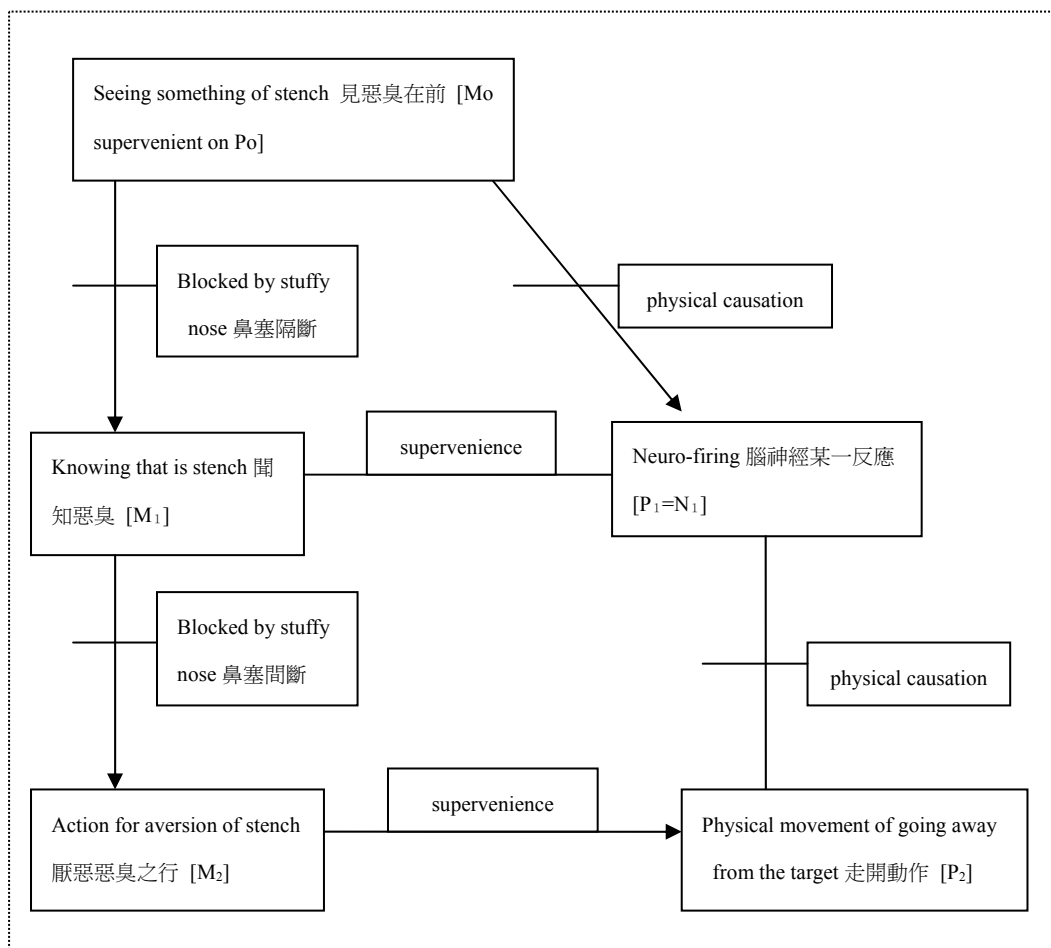 Seeing something of stench 見惡臭在前 [Mo
supervenient on Po]
Blocked by stuffy
nose 鼻塞隔斷
physical causation
Knowing that is stench 聞
知惡臭 [M₁]
supervenience
Neuro-firing 腦神經某一反應
[P₁=N₁]
Blocked by stuffy
nose 鼻塞間斷
physical causation
Action for aversion of stench
厭惡惡臭之行 [M₂]
supervenience
Physical movement of going away
from the target 走開動作 [P₂]